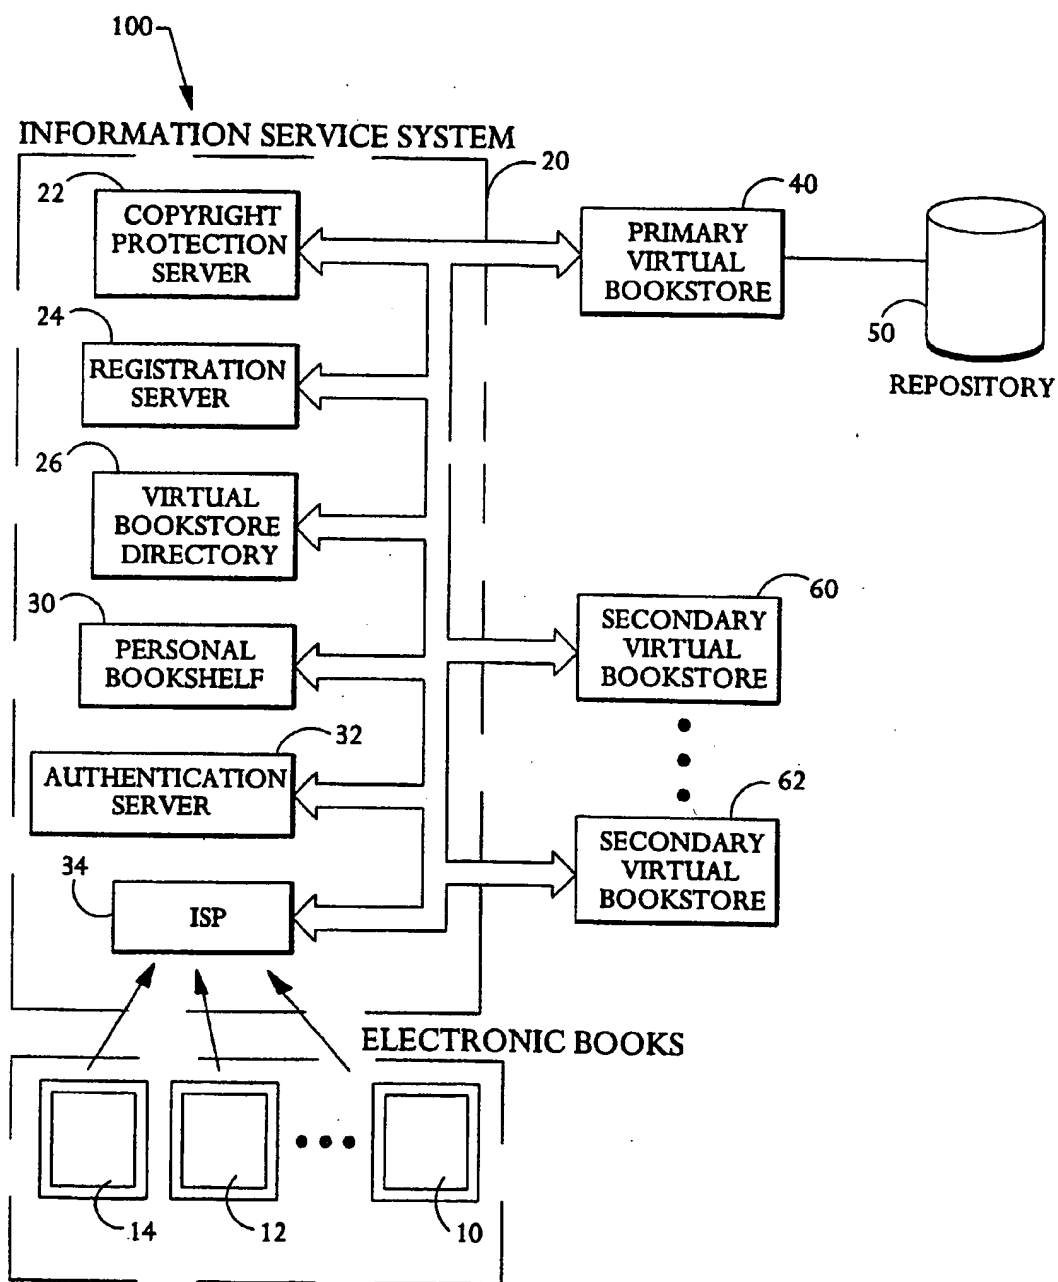 100
INFORMATION SERVICE SYSTEM
20
22
COPYRIGHT
PROTECTION
SERVER
40
PRIMARY
VIRTUAL
BOOKSTORE
50
REPOSITORY
24
REGISTRATION
SERVER
26
VIRTUAL
BOOKSTORE
DIRECTORY
30
PERSONAL
BOOKSHELF
60
SECONDARY
VIRTUAL
BOOKSTORE
32
AUTHENTICATION
SERVER
62
SECONDARY
VIRTUAL
BOOKSTORE
34
ISP
ELECTRONIC BOOKS
14
12
10